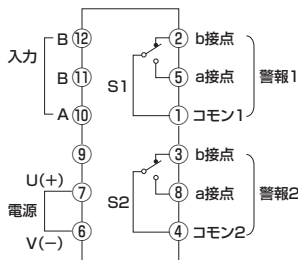 入力
B ⑫
B ⑪
A ⑩
⑨
電源
U(+) ⑦
V(−) ⑥
S1
② b接点
⑤ a接点
① コモン1
警報1
S2
③ b接点
⑧ a接点
④ コモン2
警報2